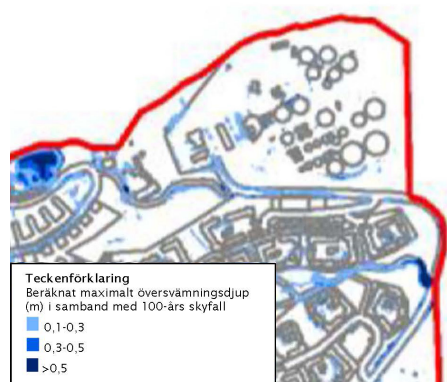 Teckenförklaring
Beräknat maximalt översvämningsdjup
(m) i samband med 100-års skyfall
0,1-0,3
0,3-0,5
>0,5